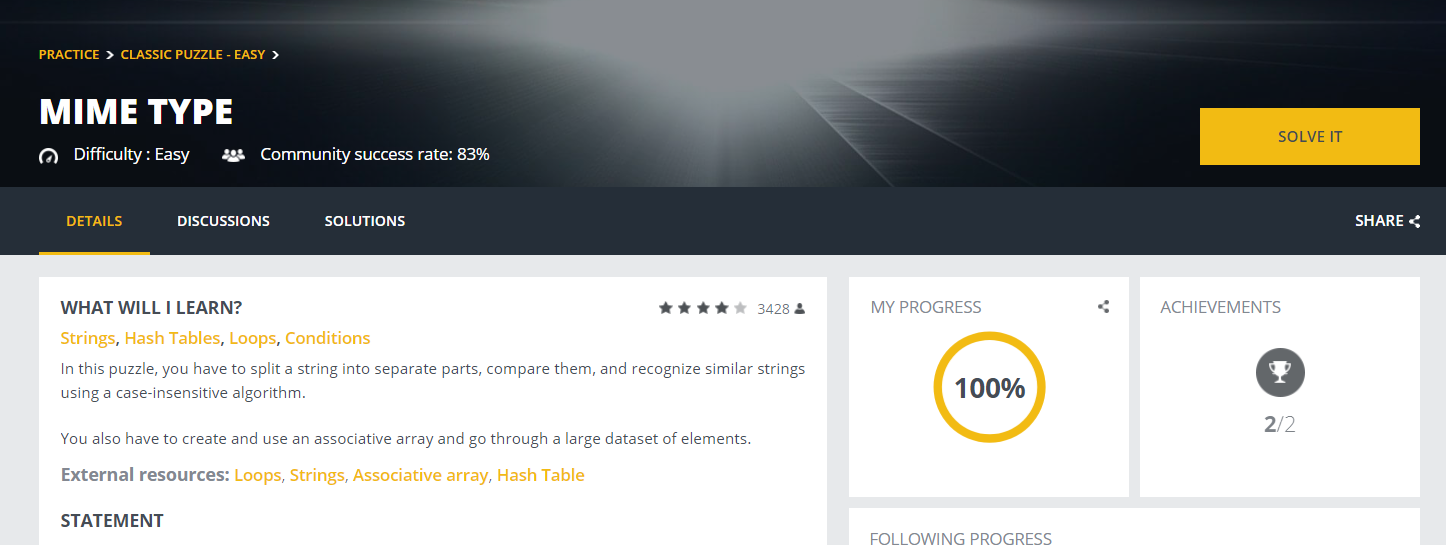 PRACTICE > CLASSIC PUZZLE - EASY >
MIME TYPE
Difficulty : Easy
Community success rate: 83%
SOLVE IT
DETAILS
DISCUSSIONS
SOLUTIONS
SHARE
WHAT WILL I LEARN?
3428
Strings, Hash Tables, Loops, Conditions
In this puzzle, you have to split a string into separate parts, compare them, and recognize similar strings
using a case-insensitive algorithm.
You also have to create and use an associative array and go through a large dataset of elements.
External resources: Loops, Strings, Associative array, Hash Table
STATEMENT
MY PROGRESS
100%
ACHIEVEMENTS
2/2
FOLLOWING PROGRESS